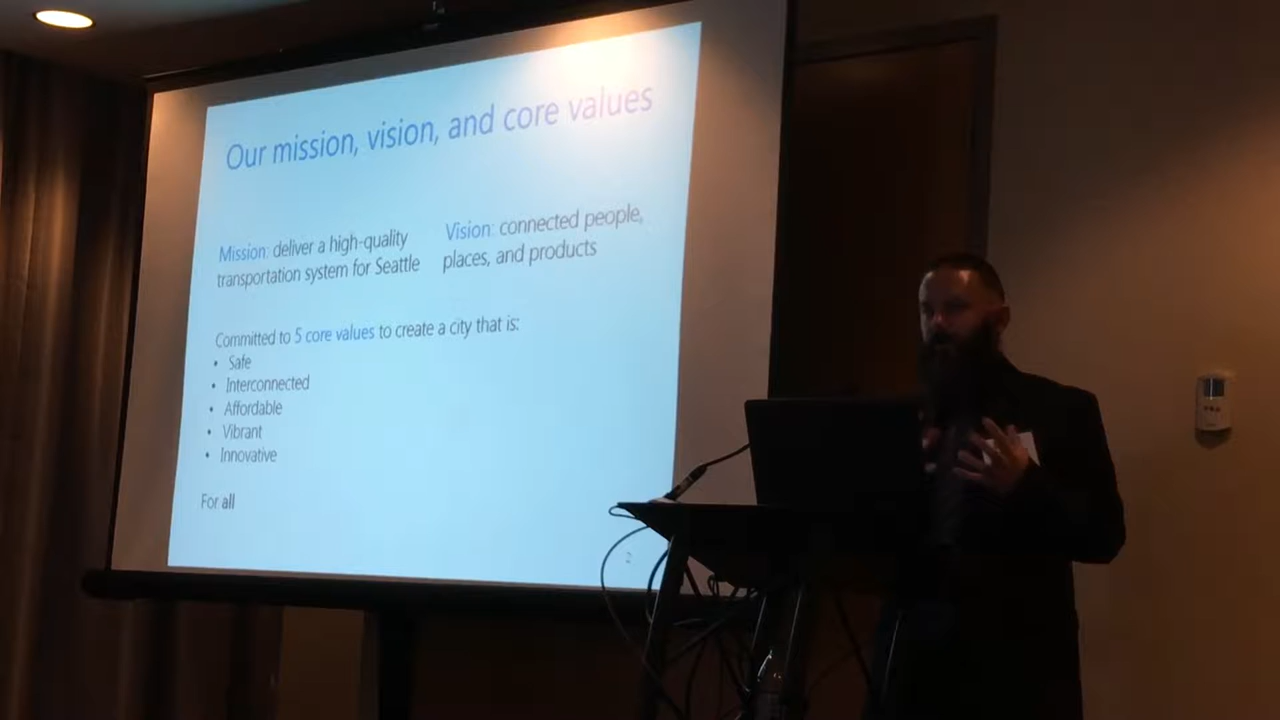 Our mission, vision, and core values
Mission: deliver a high-quality
transportation system for Seattle
Vision: connected people,
places, and products
Committed to 5 core values to create a city that is:
• Safe
• Interconnected
• Affordable
• Vibrant
• Innovative
For all
2